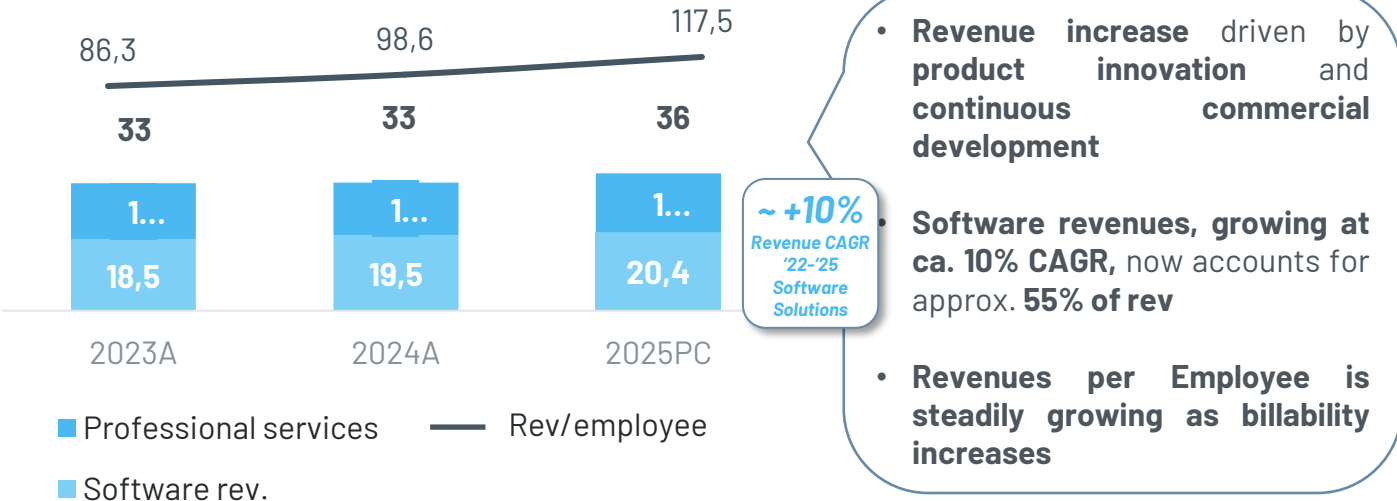 86,3
98,6
117,5
33
33
36
1...
1...
1...
18,5
19,5
20,4
2023A
2024A
2025PC
Professional services
Rev/employee
Software rev.
~ +10%
Revenue CAGR
'22-'25
Software
Solutions
• Revenue increase driven by
product innovation and
continuous commercial
development
• Software revenues, growing at
ca. 10% CAGR, now accounts for
approx. 55% of rev
• Revenues per Employee is
steadily growing as billability
increases